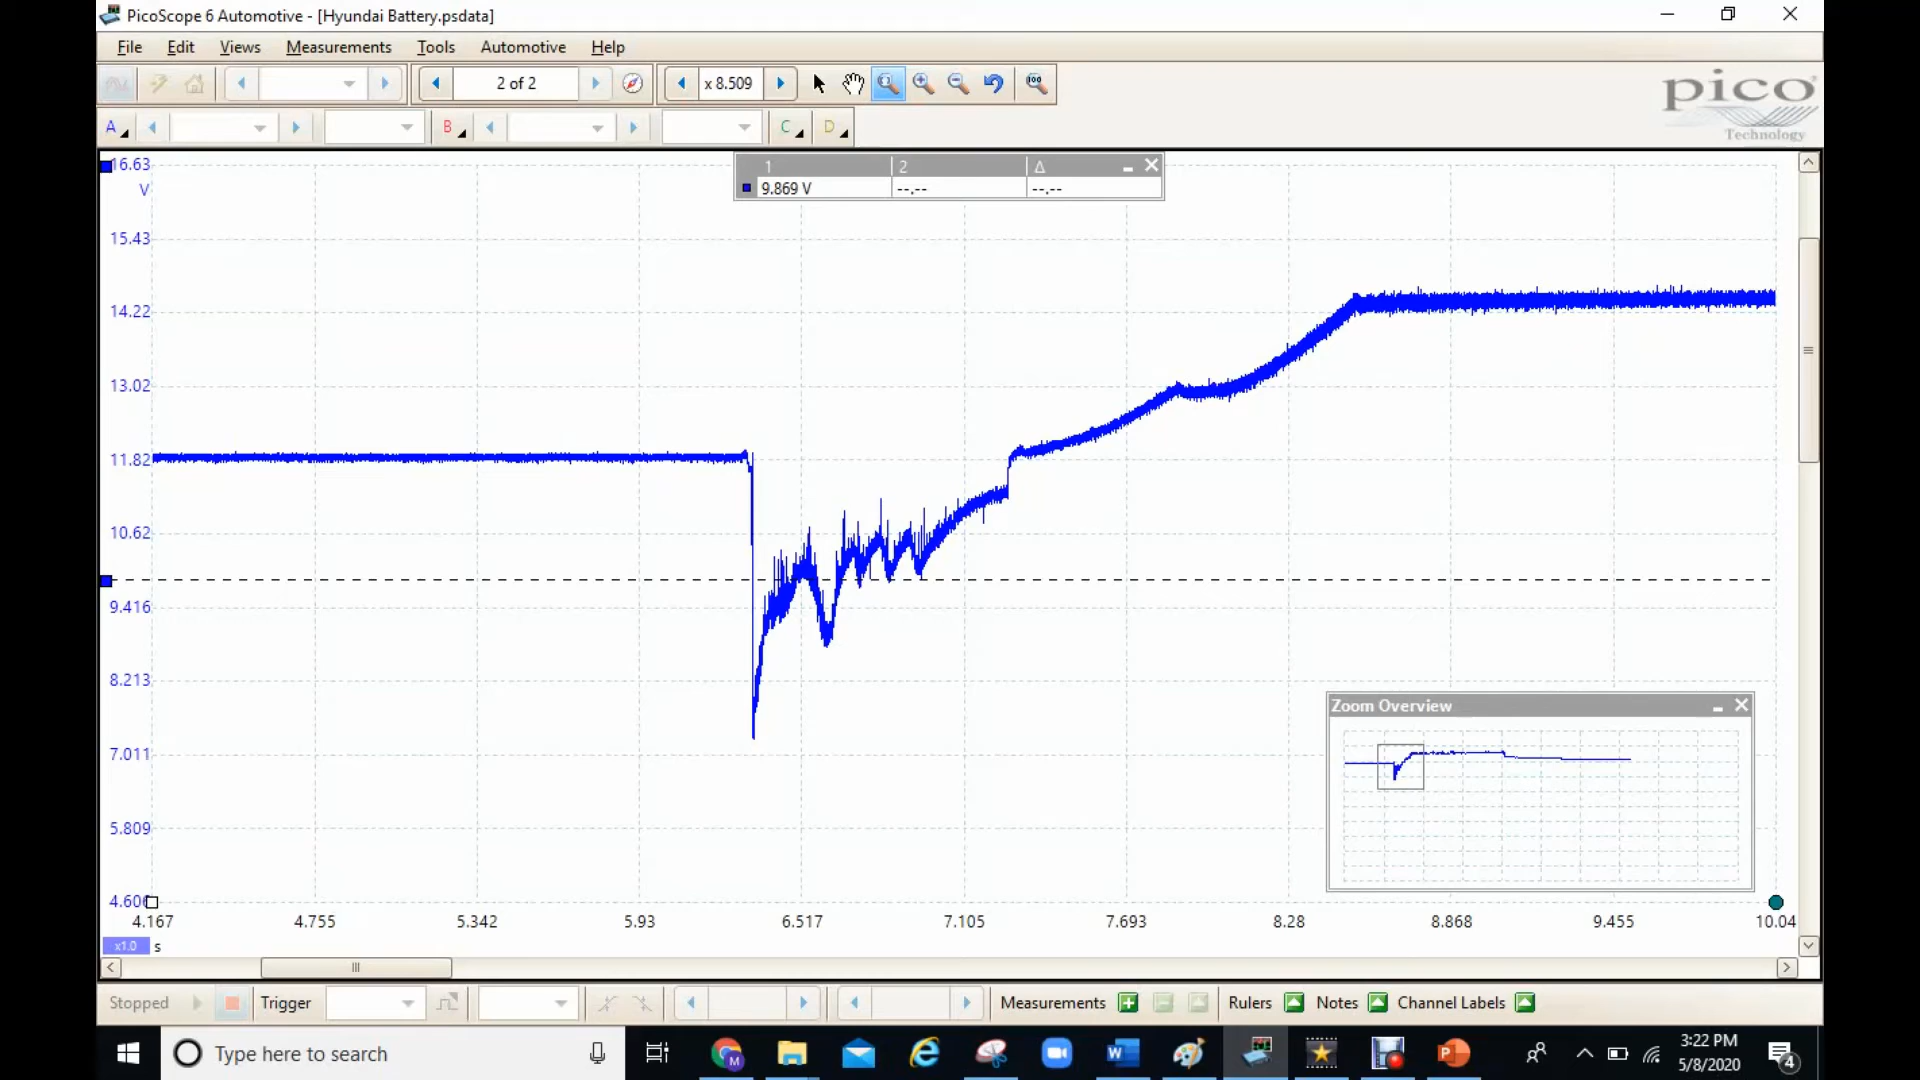 PicoScope 6 Automotive - [Hyundai Battery.psdata]
File Edit Views Measurements Tools Automotive Help
2 of 2 x 8.509
pico
Technology
A B C D
1 2 Δ
9.869 V --.-- --.--
16.63
V
15.43
14.22
13.02
11.82
10.62
9.416
8.213
7.011
5.809
4.606
Zoom Overview
4.167 4.755 5.342 5.93 6.517 7.105 7.693 8.28 8.868 9.455 10.04
x1.0 s
Stopped Trigger Measurements Rulers Notes Channel Labels
Type here to search
3:22 PM
5/8/2020
4